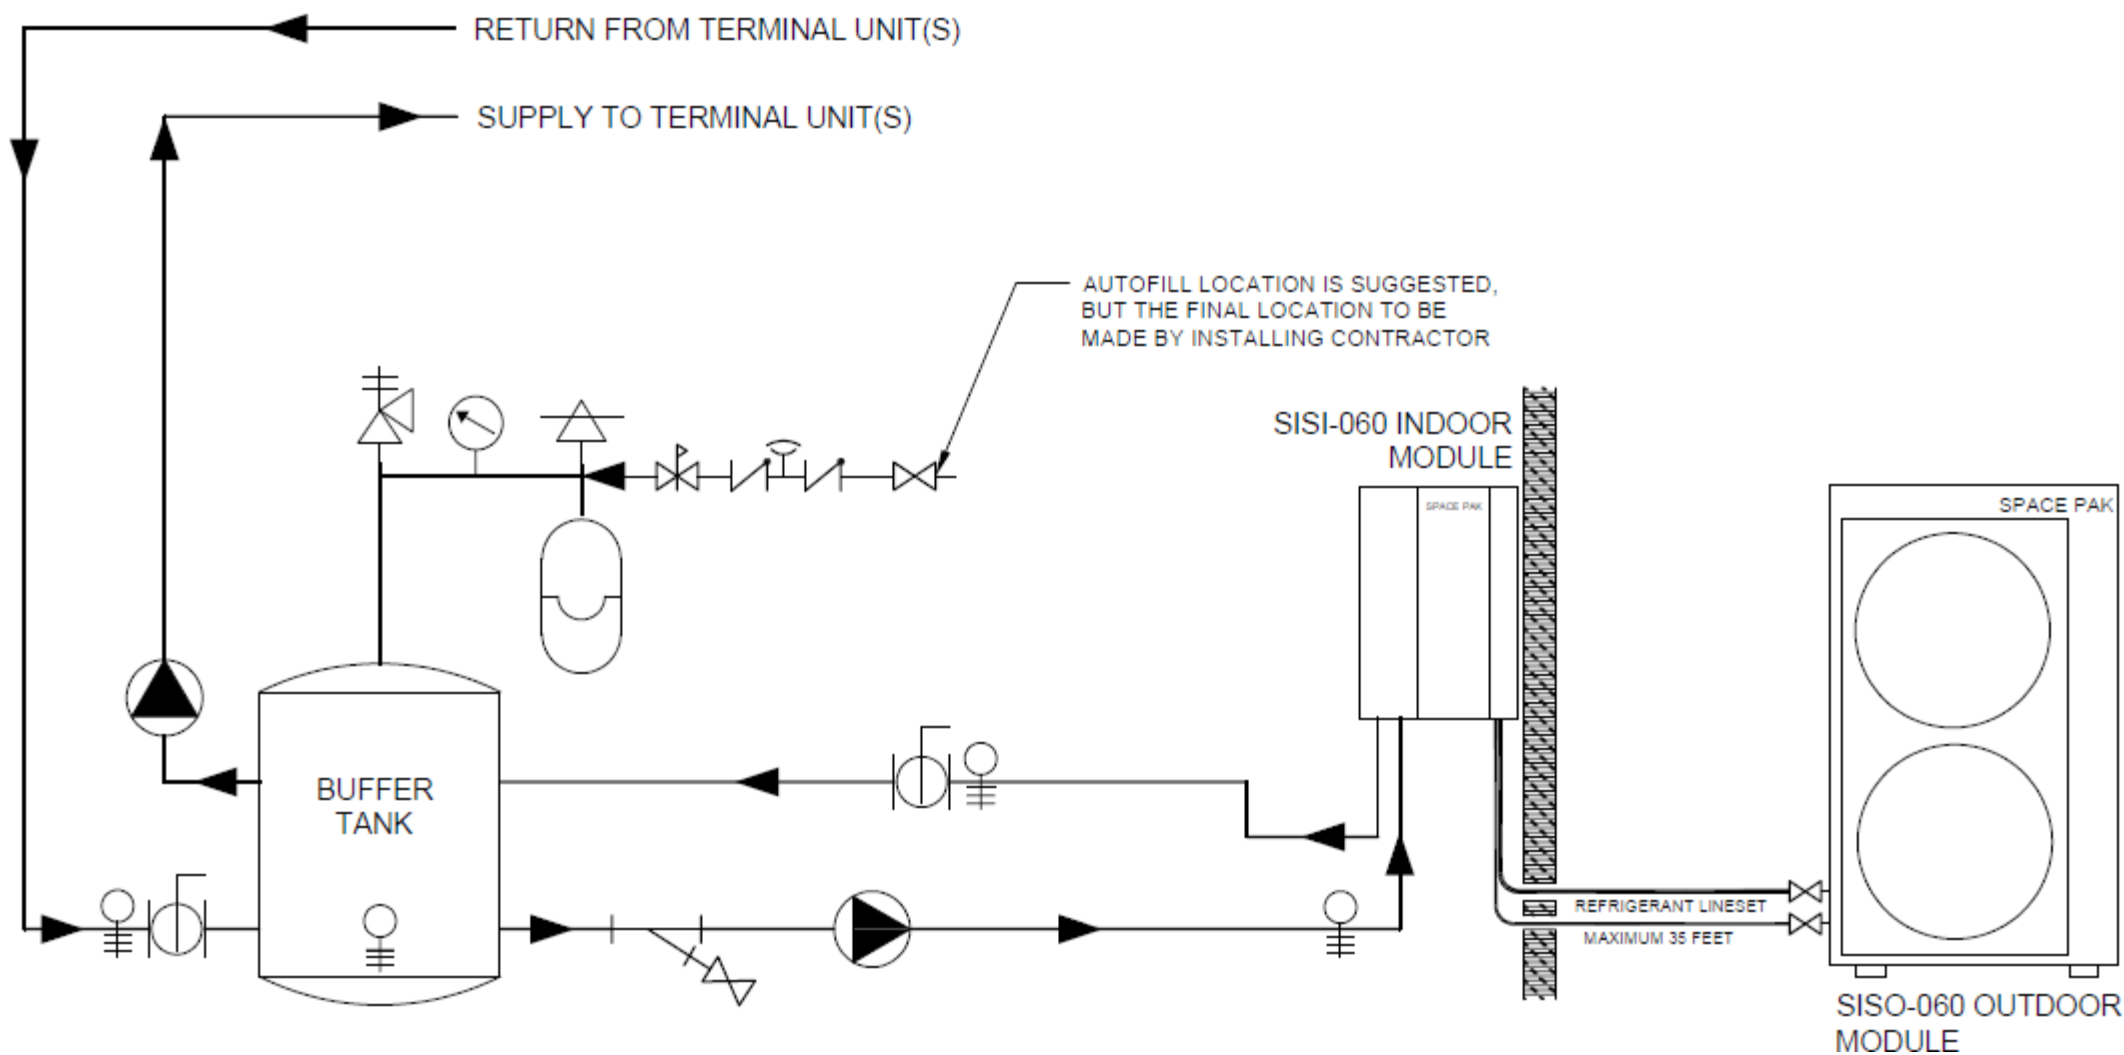 RETURN FROM TERMINAL UNIT(S)
SUPPLY TO TERMINAL UNIT(S)
AUTOFILL LOCATION IS SUGGESTED,
BUT THE FINAL LOCATION TO BE
MADE BY INSTALLING CONTRACTOR
SISI-060 INDOOR
MODULE
SPACE PAK
SPACE PAK
BUFFER
TANK
REFRIGERANT LINESET
MAXIMUM 35 FEET
SISO-060 OUTDOOR
MODULE